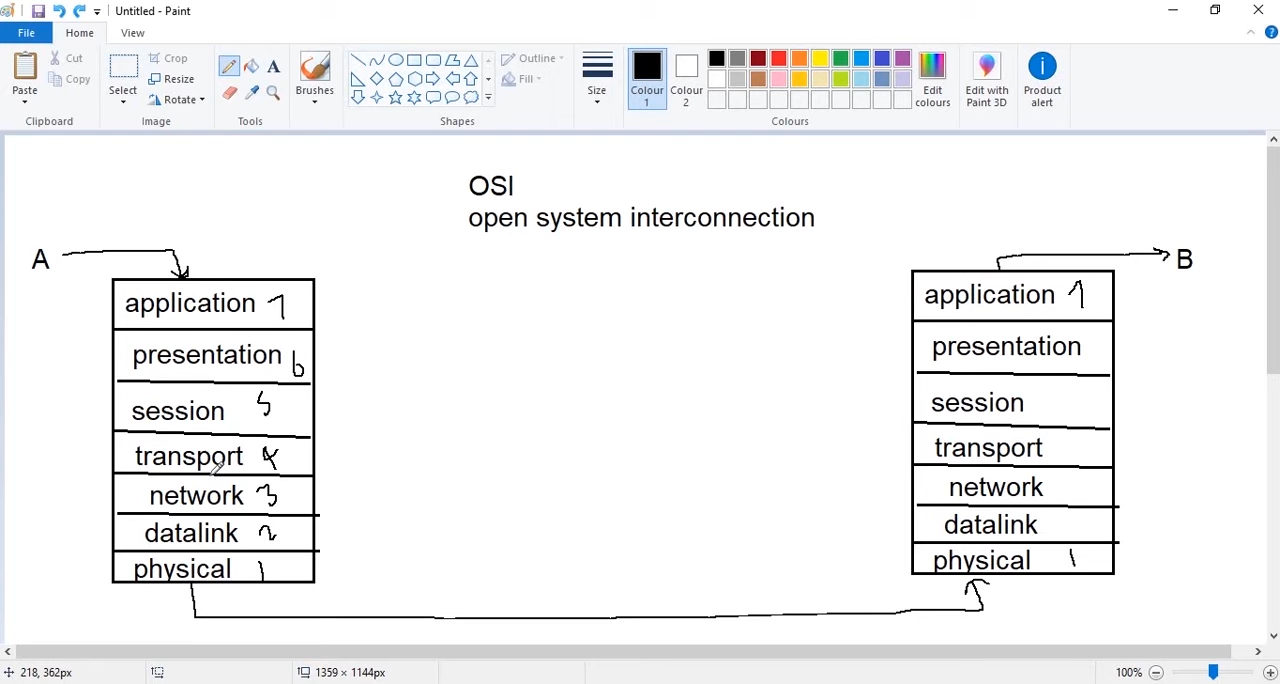 Untitled - Paint
File Home View
Paste Cut Copy Clipboard
Select Crop Resize Rotate Image
Tools
Brushes
Shapes Outline Fill
Size
Colour 1 Colour 2 Edit colours Colours
Edit with Paint 3D
Product alert
OSI
open system interconnection
A
B
application 7
presentation 6
session 5
transport 4
network 3
datalink 2
physical 1
application 7
presentation
session
transport
network
datalink
physical 1
218, 362px
1359 × 1144px
100%